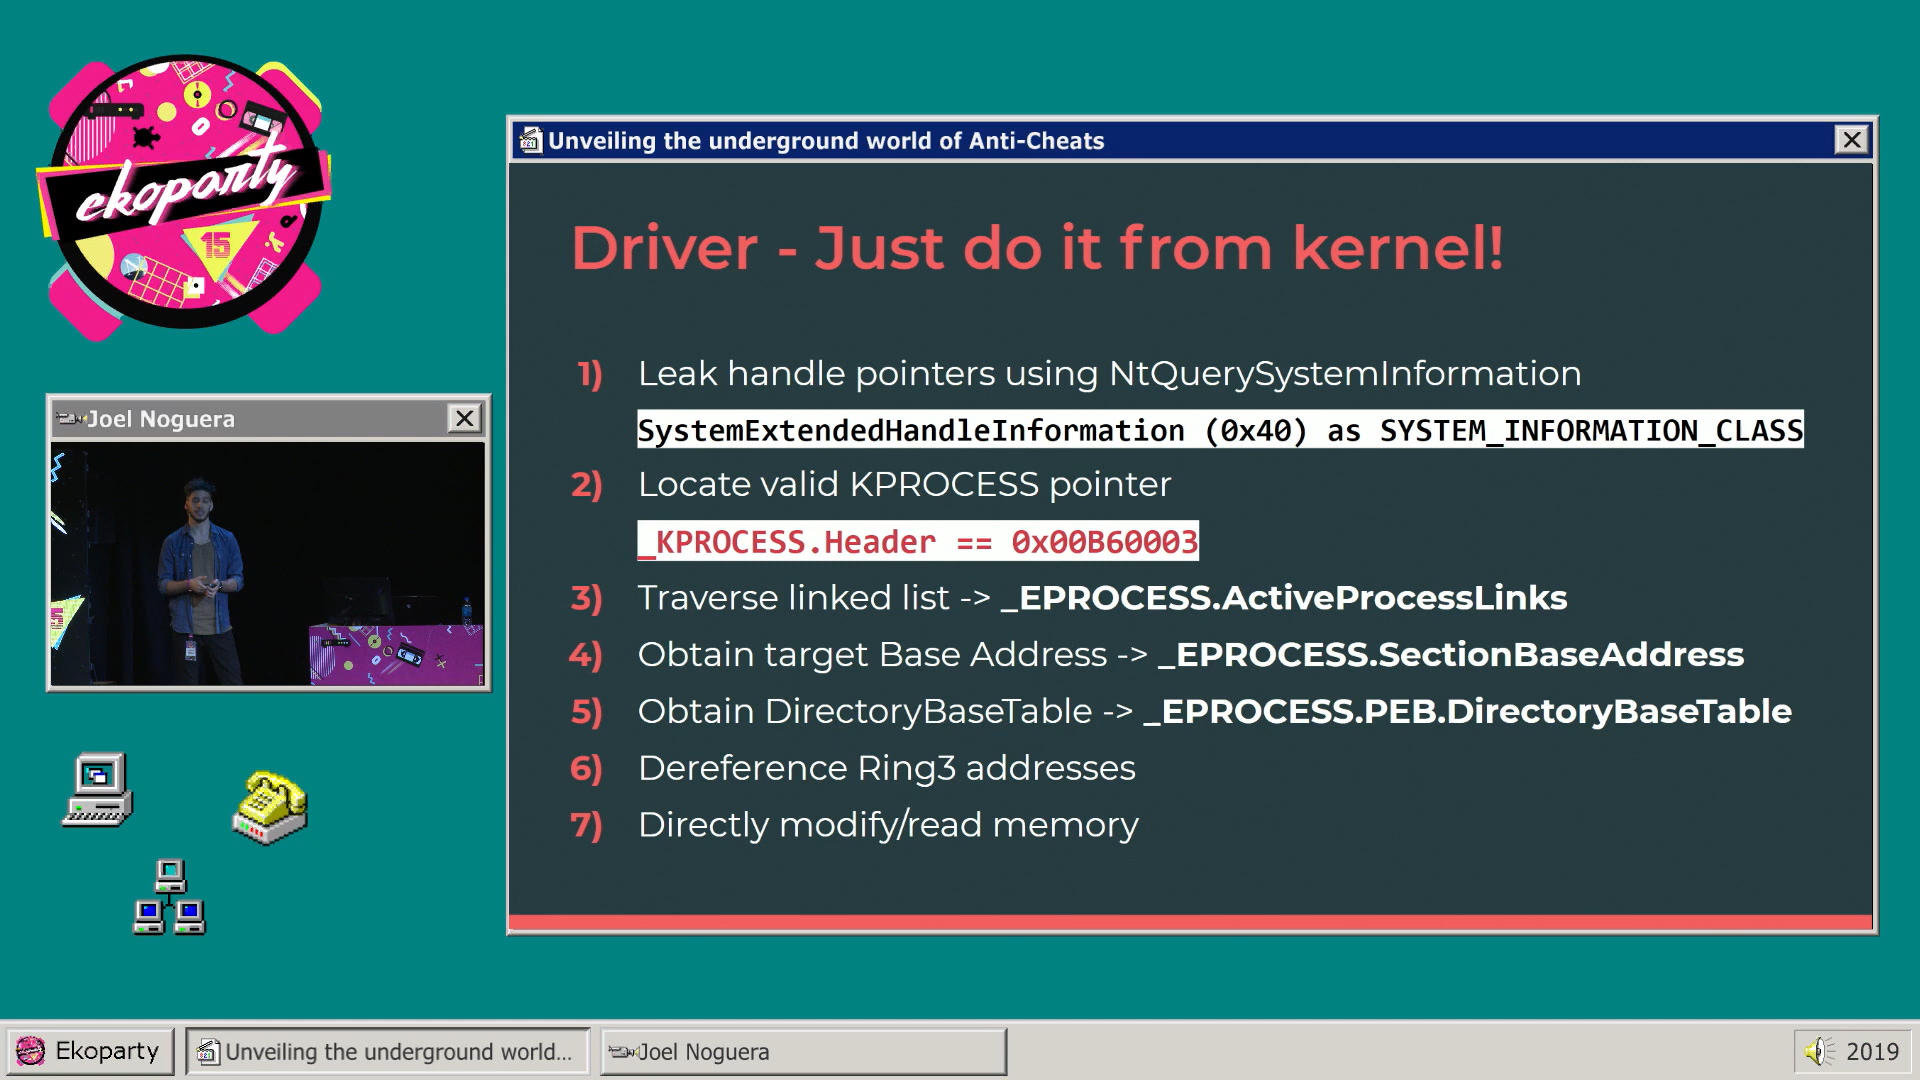 ekoparty
15
Unveiling the underground world of Anti-Cheats
Driver - Just do it from kernel!
1) Leak handle pointers using NtQuerySystemInformation
SystemExtendedHandleInformation (0x40) as SYSTEM_INFORMATION_CLASS
2) Locate valid KPROCESS pointer
_KPROCESS.Header == 0x00B60003
3) Traverse linked list -> _EPROCESS.ActiveProcessLinks
4) Obtain target Base Address -> _EPROCESS.SectionBaseAddress
5) Obtain DirectoryBaseTable -> _EPROCESS.PEB.DirectoryBaseTable
6) Dereference Ring3 addresses
7) Directly modify/read memory
Joel Noguera
Ekoparty
Unveiling the underground world...
Joel Noguera
2019